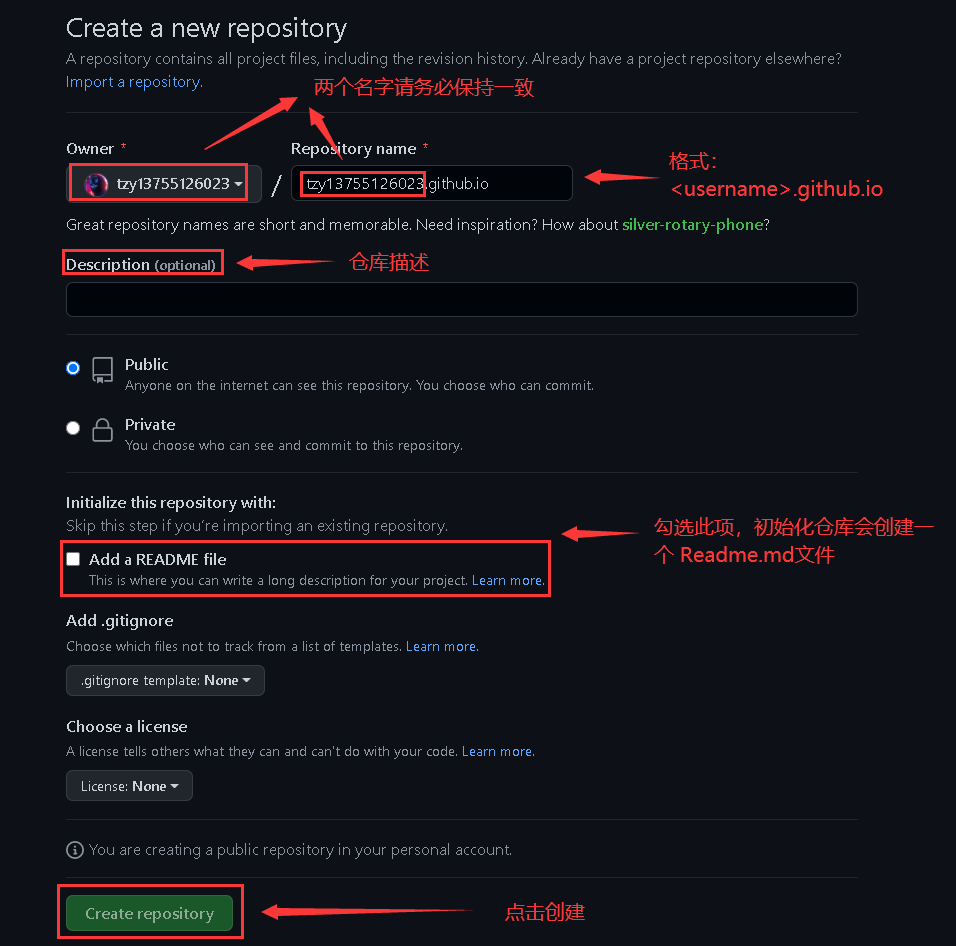 Create a new repository
A repository contains all project files, including the revision history. Already have a project repository elsewhere?
Import a repository.
两个名字请务必保持一致
Owner *
Repository name *
tzy13755126023
/
tzy13755126023.github.io
格式:
<username>.github.io
Great repository names are short and memorable. Need inspiration? How about silver-rotary-phone?
Description (optional)
仓库描述
Public
Anyone on the internet can see this repository. You choose who can commit.
Private
You choose who can see and commit to this repository.
Initialize this repository with:
Skip this step if you’re importing an existing repository.
勾选此项，初始化仓库会创建一
个 Readme.md文件
Add a README file
This is where you can write a long description for your project. Learn more.
Add .gitignore
Choose which files not to track from a list of templates. Learn more.
.gitignore template: None
Choose a license
A license tells others what they can and can't do with your code. Learn more.
License: None
You are creating a public repository in your personal account.
Create repository
点击创建